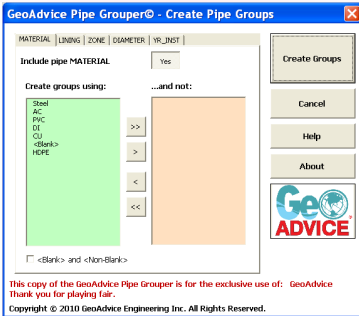 GeoAdvice Pipe Grouper© - Create Pipe Groups
MATERIAL LINING ZONE DIAMETER YR_INST
Include pipe MATERIAL Yes
Create groups using: ...and not:
Steel
AC
PVC
DI
CU
<Blank>
HDPE
>>
>
<
<<
<Blank> and <Non-Blank>
Create Groups
Cancel
Help
About
Geo
ADVICE
This copy of the GeoAdvice Pipe Grouper is for the exclusive use of: GeoAdvice
Thank you for playing fair.
Copyright © 2010 GeoAdvice Engineering Inc. All Rights Reserved.